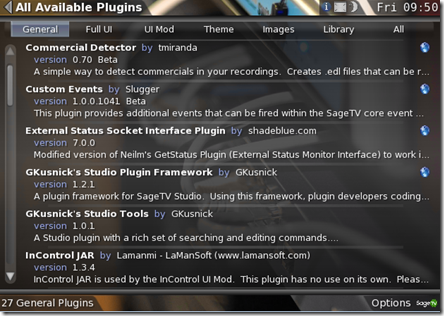 All Available Plugins
Fri 09:50
General Full UI UI Mod Theme Images Library All
Commercial Detector by tmiranda
version 0.70 Beta
A simple way to detect commercials in your recordings. Creates .edl files that can be r...
Custom Events by Slugger
version 1.0.0.1041 Beta
This plugin provides additional events that can be fired within the SageTV core event ...
External Status Socket Interface Plugin by shadeblue.com
version 7.0.0
Modified version of Neilm's GetStatus Plugin (External Status Monitor Interface) to work i...
GKusnick's Studio Plugin Framework by GKusnick
version 1.2.1
A plugin framework for SageTV Studio. Using this framework, plugin developers coding...
GKusnick's Studio Tools by GKusnick
version 1.0.1
A Studio plugin with a rich set of searching and editing commands....
InControl JAR by Lamanmi - LaManSoft (www.lamansoft.com)
version 1.3.4
InControl JAR is used by the InControl UI Mod. This plugin has no use on its own. Pleas...
27 General Plugins
Options SageTV